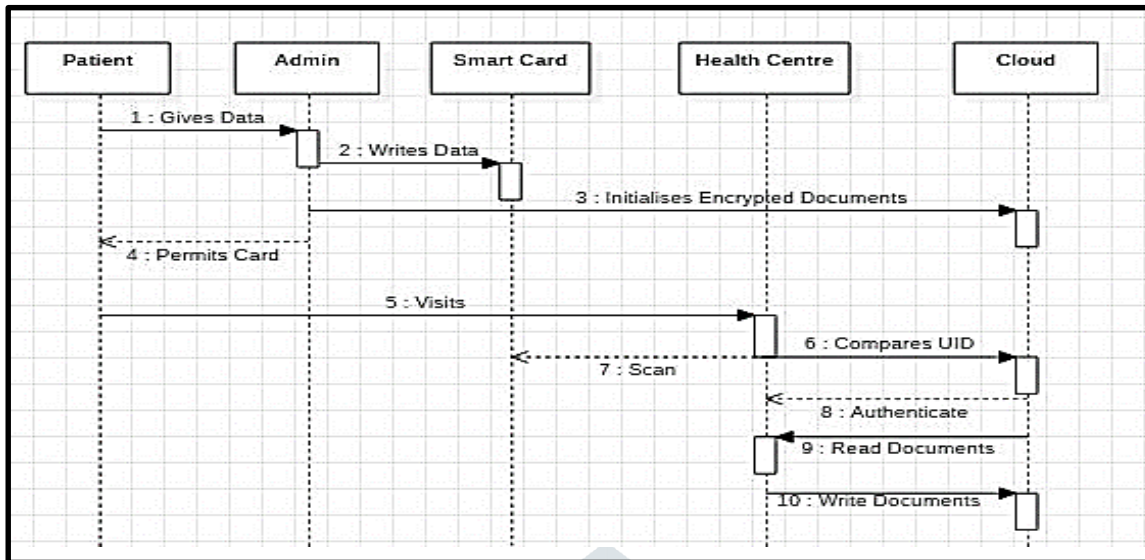 Patient
Admin
Smart Card
Health Centre
Cloud
1 : Gives Data
2 : Writes Data
3 : Initialises Encrypted Documents
4 : Permits Card
5 : Visits
6 : Compares UID
7 : Scan
8 : Authenticate
9 : Read Documents
10 : Write Documents